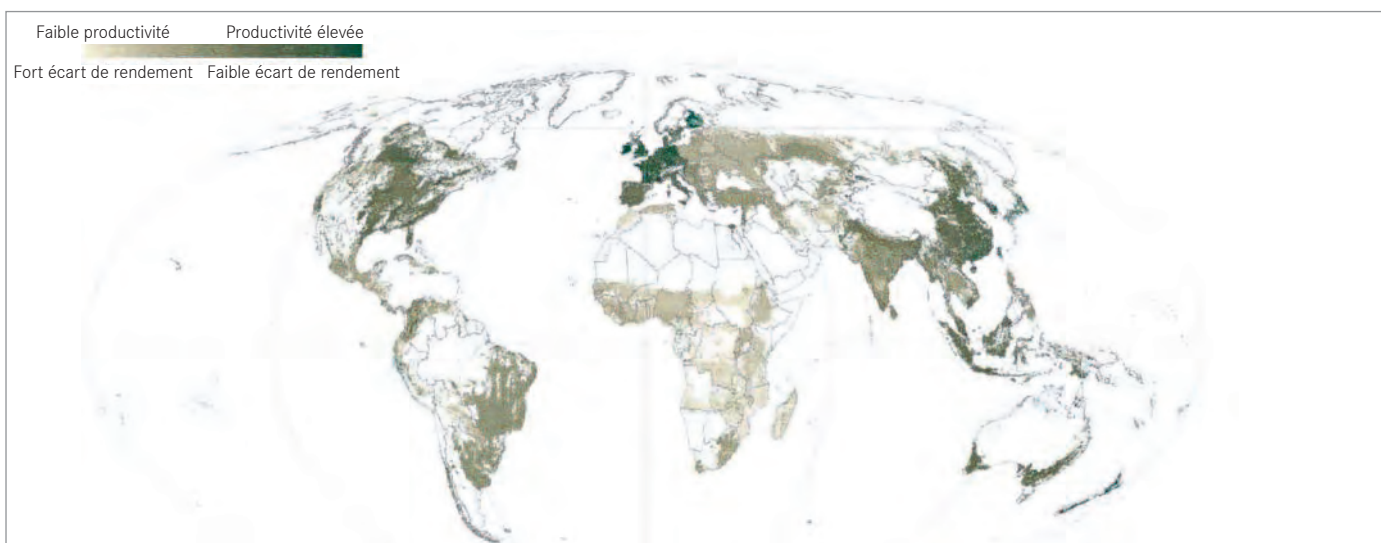 Faible productivité Productivité élevée
Fort écart de rendement Faible écart de rendement